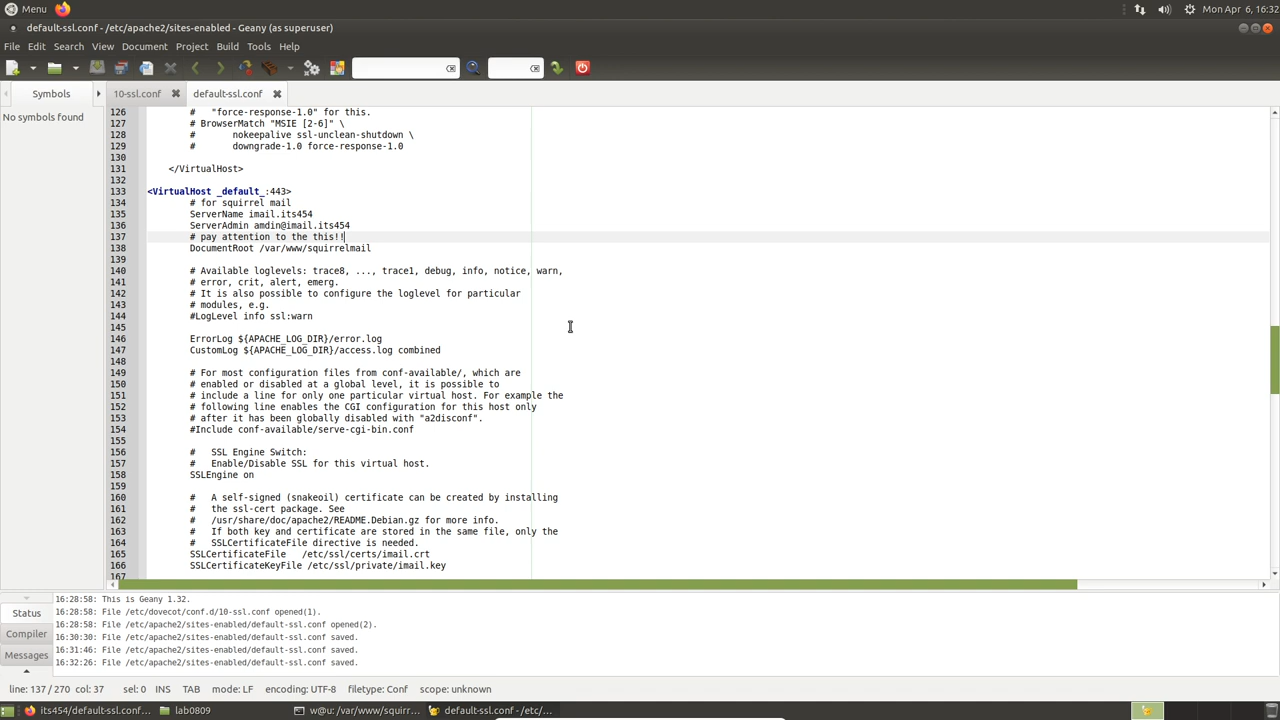 Menu
Mon Apr 6, 16:32
default-ssl.conf - /etc/apache2/sites-enabled - Geany (as superuser)
File Edit Search View Document Project Build Tools Help
Symbols
10-ssl.conf
default-ssl.conf
No symbols found
126 # "force-response-1.0" for this.
127 # BrowserMatch "MSIE [2-6]" \
128 # nokeepalive ssl-unclean-shutdown \
129 # downgrade-1.0 force-response-1.0
130
131 </VirtualHost>
132
133 <VirtualHost _default_:443>
134 # for squirrel mail
135 ServerName imail.its454
136 ServerAdmin amdin@imail.its454
137 # pay attention to the this!!
138 DocumentRoot /var/www/squirrelmail
139
140 # Available loglevels: trace8, ..., trace1, debug, info, notice, warn,
141 # error, crit, alert, emerg.
142 # It is also possible to configure the loglevel for particular
143 # modules, e.g.
144 #LogLevel info ssl:warn
145
146 ErrorLog ${APACHE_LOG_DIR}/error.log
147 CustomLog ${APACHE_LOG_DIR}/access.log combined
148
149 # For most configuration files from conf-available/, which are
150 # enabled or disabled at a global level, it is possible to
151 # include a line for only one particular virtual host. For example the
152 # following line enables the CGI configuration for this host only
153 # after it has been globally disabled with "a2disconf".
154 #Include conf-available/serve-cgi-bin.conf
155
156 # SSL Engine Switch:
157 # Enable/Disable SSL for this virtual host.
158 SSLEngine on
159
160 # A self-signed (snakeoil) certificate can be created by installing
161 # the ssl-cert package. See
162 # /usr/share/doc/apache2/README.Debian.gz for more info.
163 # If both key and certificate are stored in the same file, only the
164 # SSLCertificateFile directive is needed.
165 SSLCertificateFile /etc/ssl/certs/imail.crt
166 SSLCertificateKeyFile /etc/ssl/private/imail.key
167
Status
Compiler
Messages
16:28:58: This is Geany 1.32.
16:28:58: File /etc/dovecot/conf.d/10-ssl.conf opened(1).
16:28:58: File /etc/apache2/sites-enabled/default-ssl.conf opened(2).
16:30:30: File /etc/apache2/sites-enabled/default-ssl.conf saved.
16:31:46: File /etc/apache2/sites-enabled/default-ssl.conf saved.
16:32:26: File /etc/apache2/sites-enabled/default-ssl.conf saved.
line: 137 / 270 col: 37 sel: 0 INS TAB mode: LF encoding: UTF-8 filetype: Conf scope: unknown
its454/default-ssl.conf... lab0809 w@u: /var/www/squirr... default-ssl.conf - /etc/...